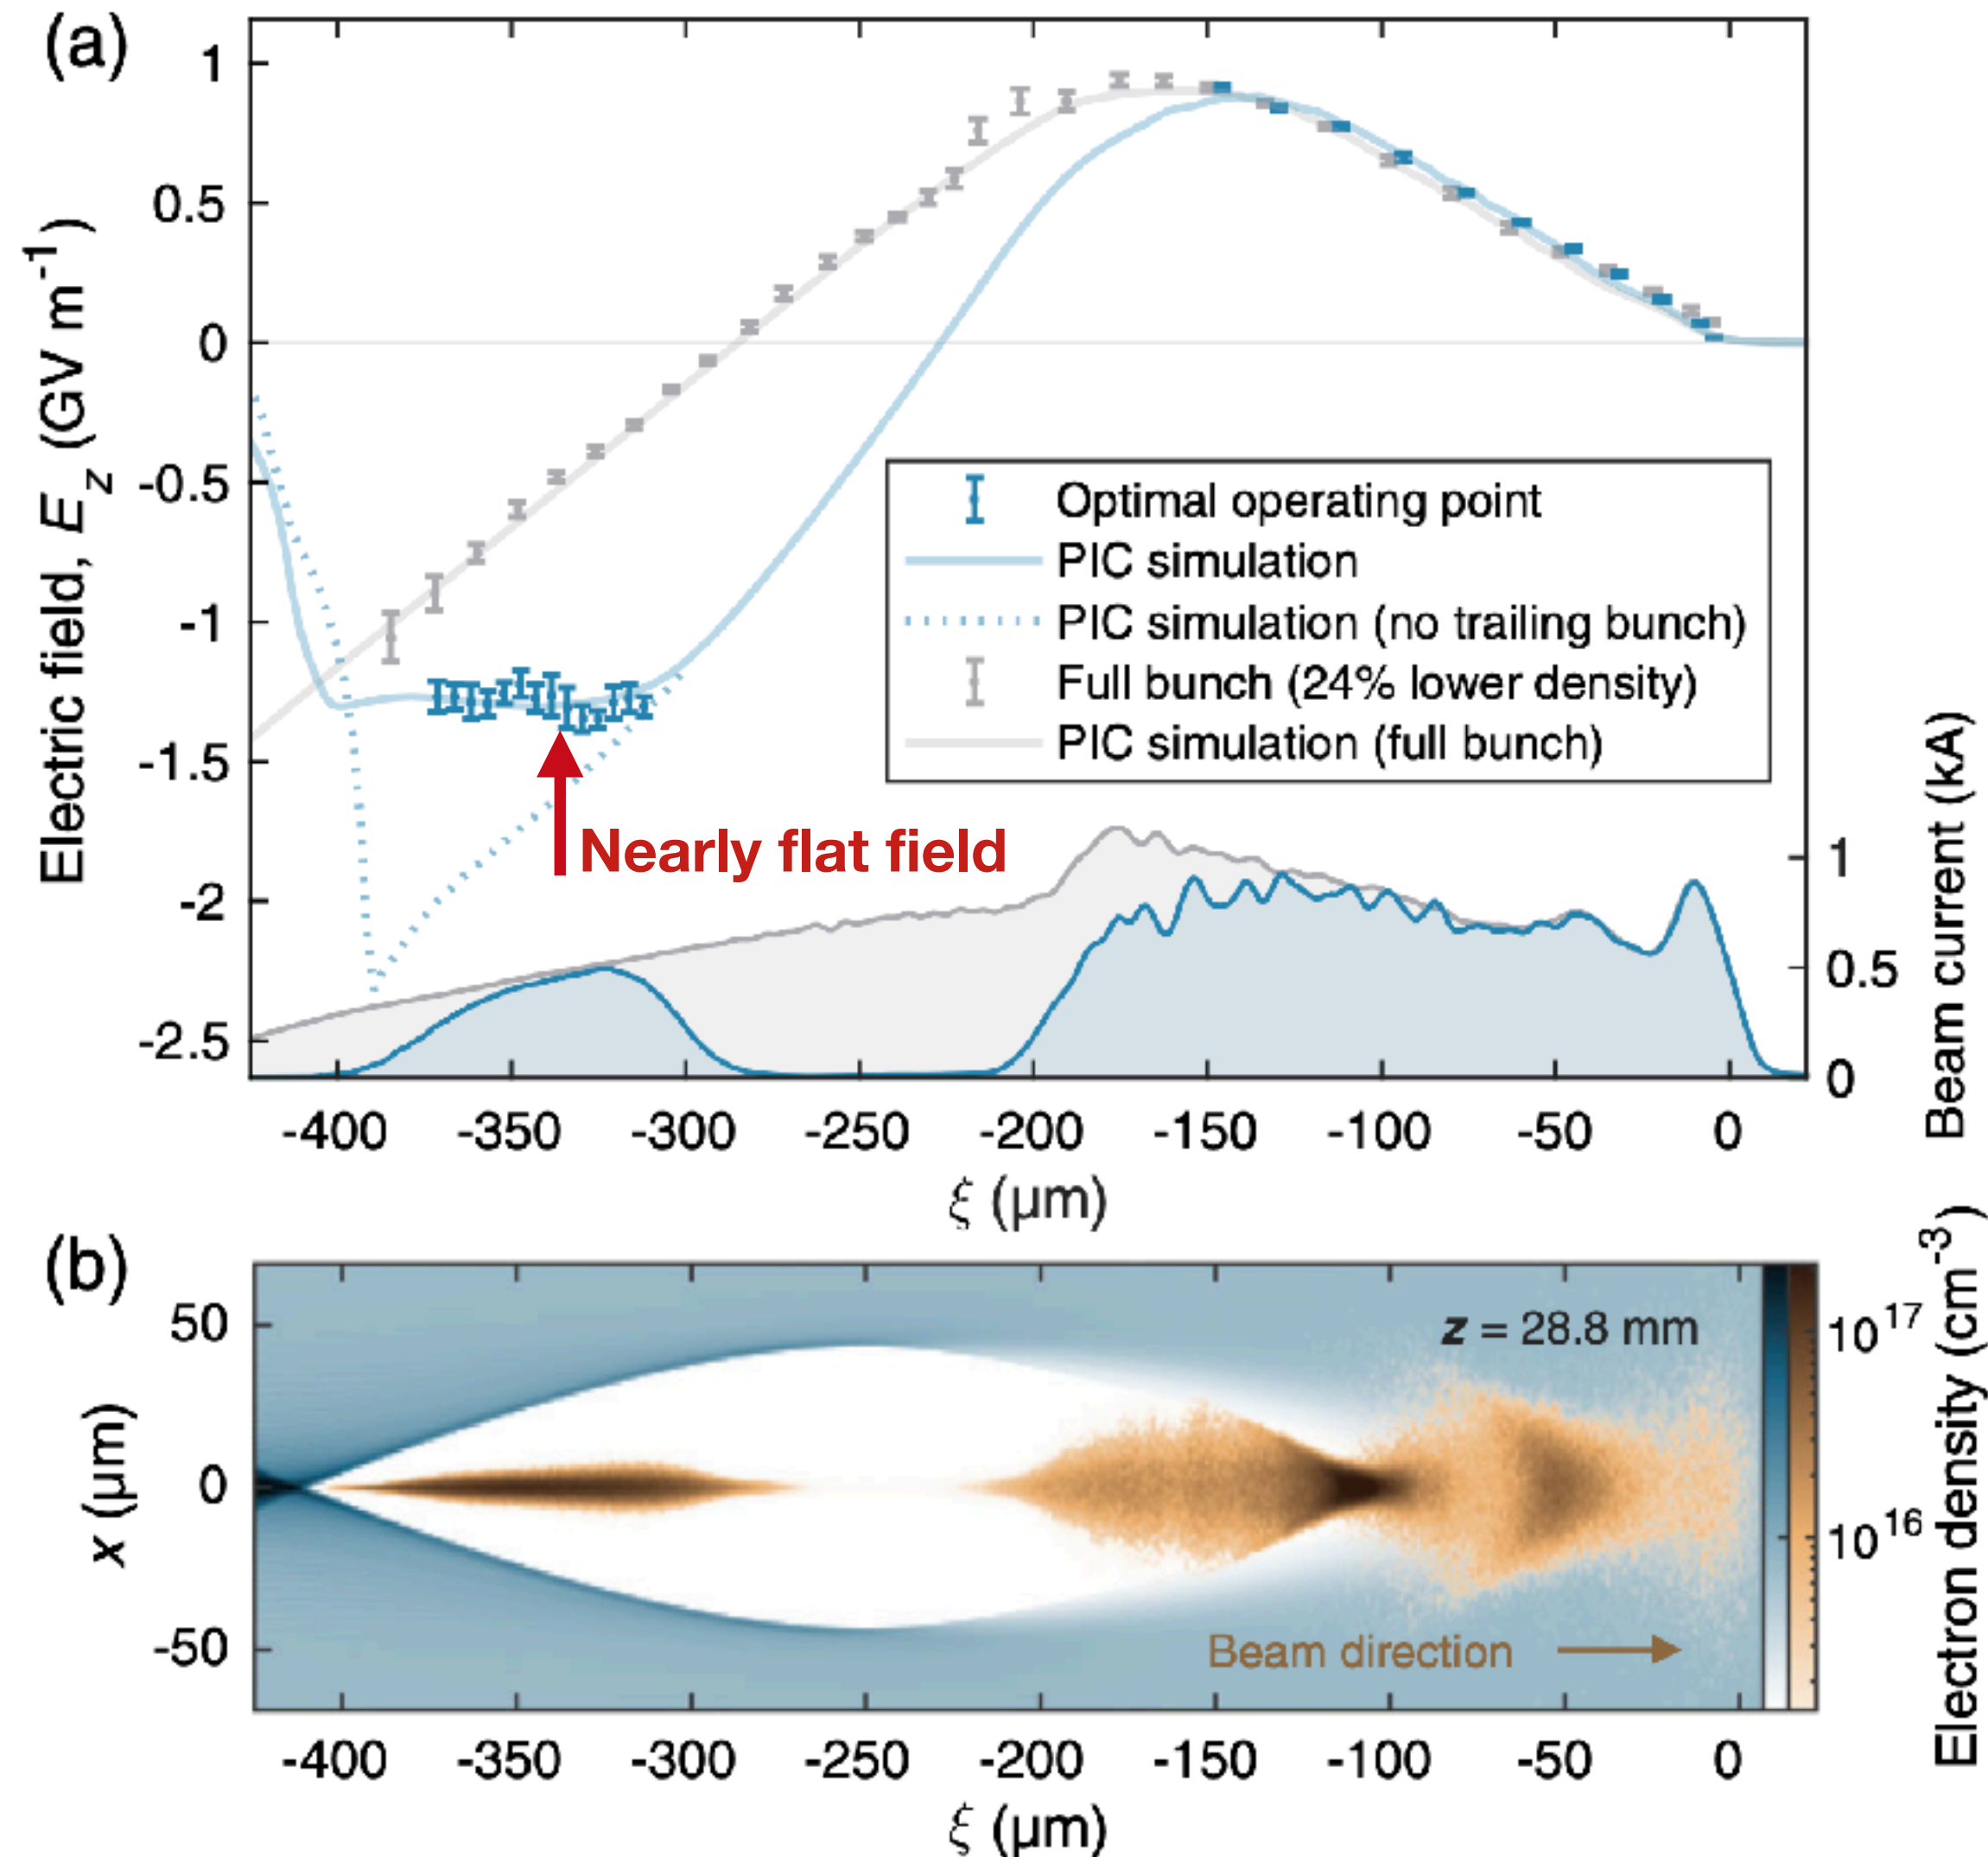 (a)
Electric field, E_z (GV m^-1)
1
0.5
0
-0.5
-1
-1.5
-2
-2.5
Optimal operating point
PIC simulation
PIC simulation (no trailing bunch)
Full bunch (24% lower density)
PIC simulation (full bunch)
Nearly flat field
Beam current (kA)
1
0.5
0
-400 -350 -300 -250 -200 -150 -100 -50 0
ξ (µm)
(b)
x (µm)
50
0
-50
z = 28.8 mm
Beam direction
Electron density (cm^-3)
10^17
10^16
-400 -350 -300 -250 -200 -150 -100 -50 0
ξ (µm)